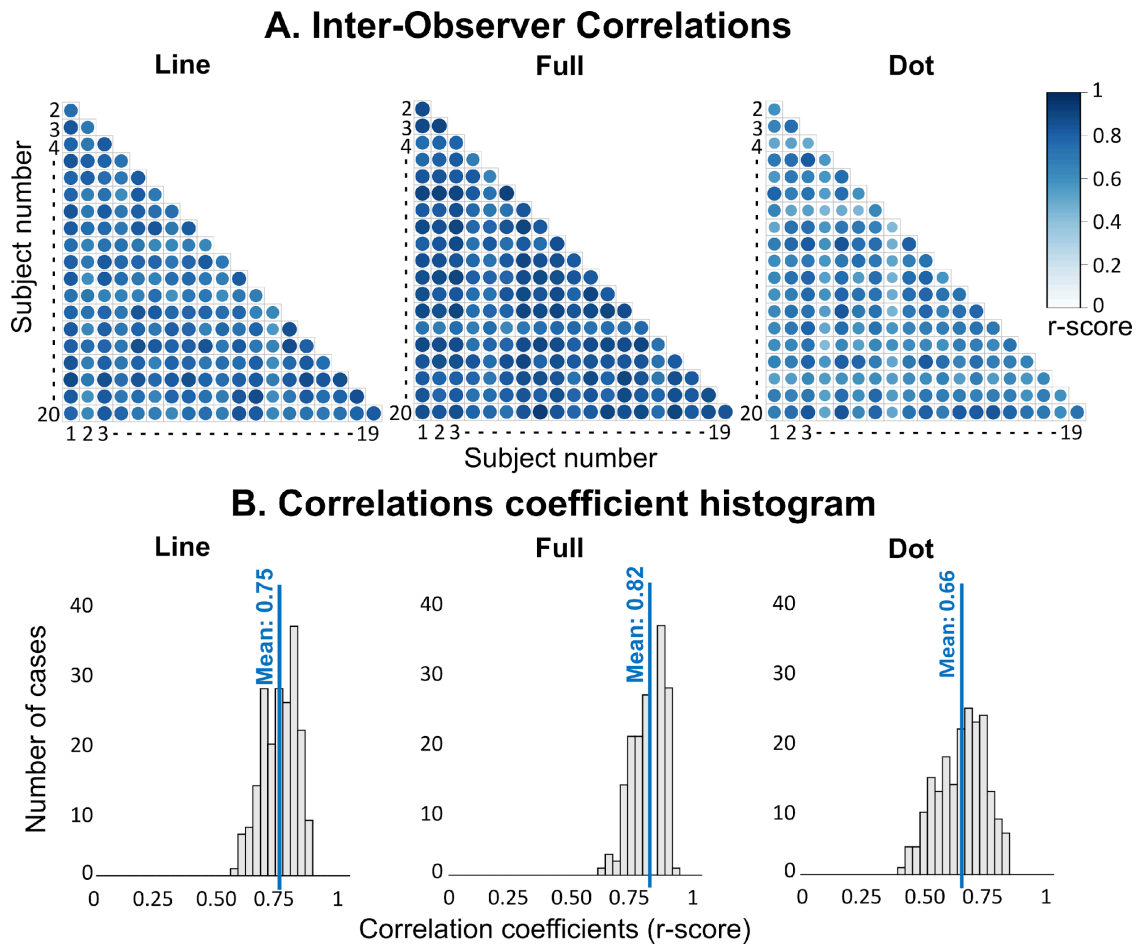 A. Inter-Observer Correlations
Line
Full
Dot
Subject number
2
3
4
20
1 2 3 - - - - - - - - - - - - - - - 19
2
3
4
20
1 2 3 - - - - - - - - - - - - - - - 19
2
3
4
20
1 2 3 - - - - - - - - - - - - - - - 19
1
0.8
0.6
0.4
0.2
0
r-score
Subject number
B. Correlations coefficient histogram
Line
Full
Dot
Number of cases
Mean: 0.75
40
30
20
10
0
0 0.25 0.50 0.75 1
Mean: 0.82
40
30
20
10
0
0 0.25 0.50 0.75 1
Mean: 0.66
40
30
20
10
0
0 0.25 0.50 0.75 1
Correlation coefficients (r-score)